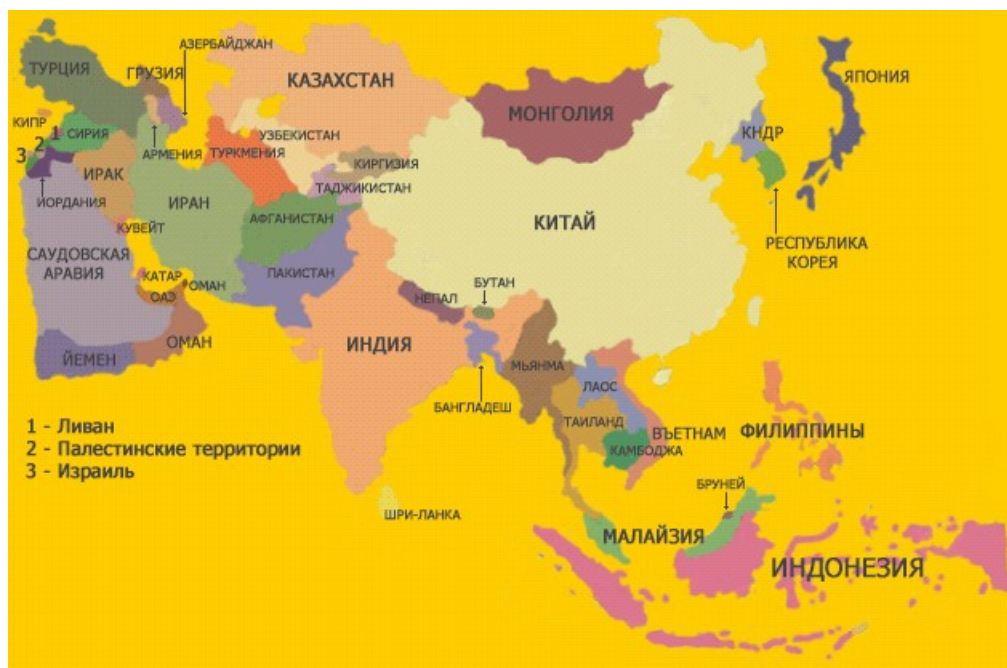 АЗЕРБАЙДЖАН
ТУРЦИЯ
ГРУЗИЯ
КАЗАХСТАН
МОНГОЛИЯ
ЯПОНИЯ
КИПР
1
СИРИЯ
2
3
АРМЕНИЯ
ТУРКМЕНИЯ
УЗБЕКИСТАН
КИРГИЗИЯ
КНДР
ИРАК
ТАДЖИКИСТАН
ЙОРДАНИЯ
ИРАН
КУВЕЙТ
АФГАНИСТАН
КИТАЙ
САУДОВСКАЯ
АРАВИЯ
РЕСПУБЛИКА
КОРЕЯ
КАТАР
ОАЭ
ОМАН
ПАКИСТАН
НЕПАЛ
БУТАН
ЙЕМЕН
ОМАН
ИНДИЯ
МЬЯНМА
ЛАОС
БАНГЛАДЕШ
ТАИЛАНД
ВЪЕТНАМ
ФИЛИППИНЫ
КАМБОДЖА
1 - Ливан
2 - Палестинские территории
3 - Израиль
БРУНЕЙ
ШРИ-ЛАНКА
МАЛАЙЗИЯ
ИНДОНЕЗИЯ